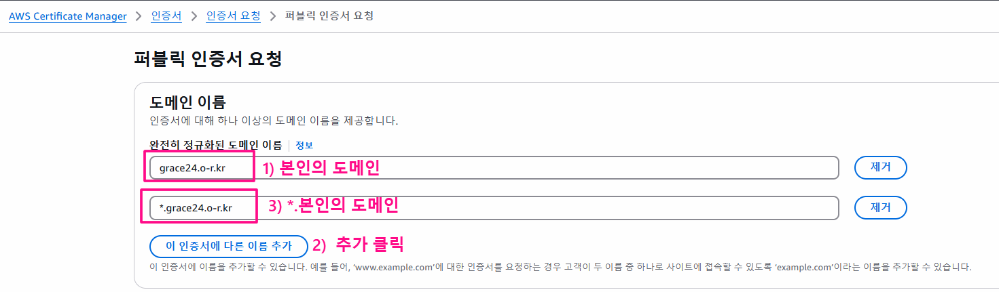 AWS Certificate Manager > 인증서 > 인증서 요청 > 퍼블릭 인증서 요청
퍼블릭 인증서 요청
도메인 이름
인증서에 대해 하나 이상의 도메인 이름을 제공합니다.
완전히 정규화된 도메인 이름 | 정보
grace24.o-r.kr 1) 본인의 도메인 제거
*.grace24.o-r.kr 3) *.본인의 도메인 제거
이 인증서에 다른 이름 추가 2) 추가 클릭
이 인증서에 이름을 추가할 수 있습니다. 예를 들어, 'www.example.com'에 대한 인증서를 요청하는 경우 고객이 두 이름 중 하나로 사이트에 접속할 수 있도록 'example.com'이라는 이름을 추가할 수 있습니다.